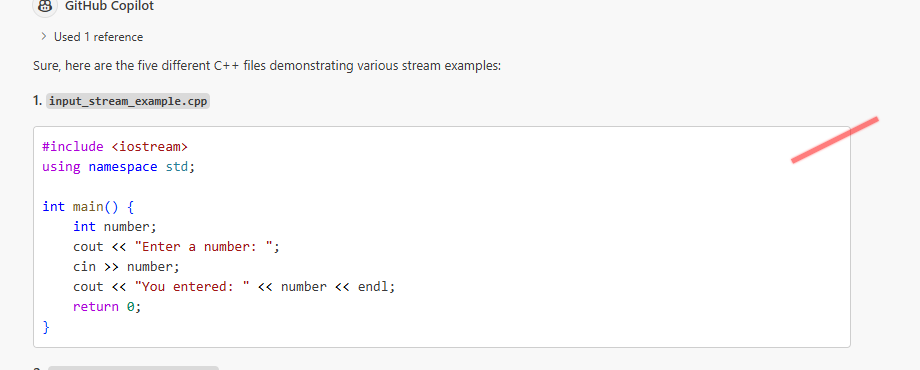 GitHub Copilot
> Used 1 reference
Sure, here are the five different C++ files demonstrating various stream examples:
1. input_stream_example.cpp
#include <iostream>
using namespace std;

int main() {
    int number;
    cout << "Enter a number: ";
    cin >> number;
    cout << "You entered: " << number << endl;
    return 0;
}